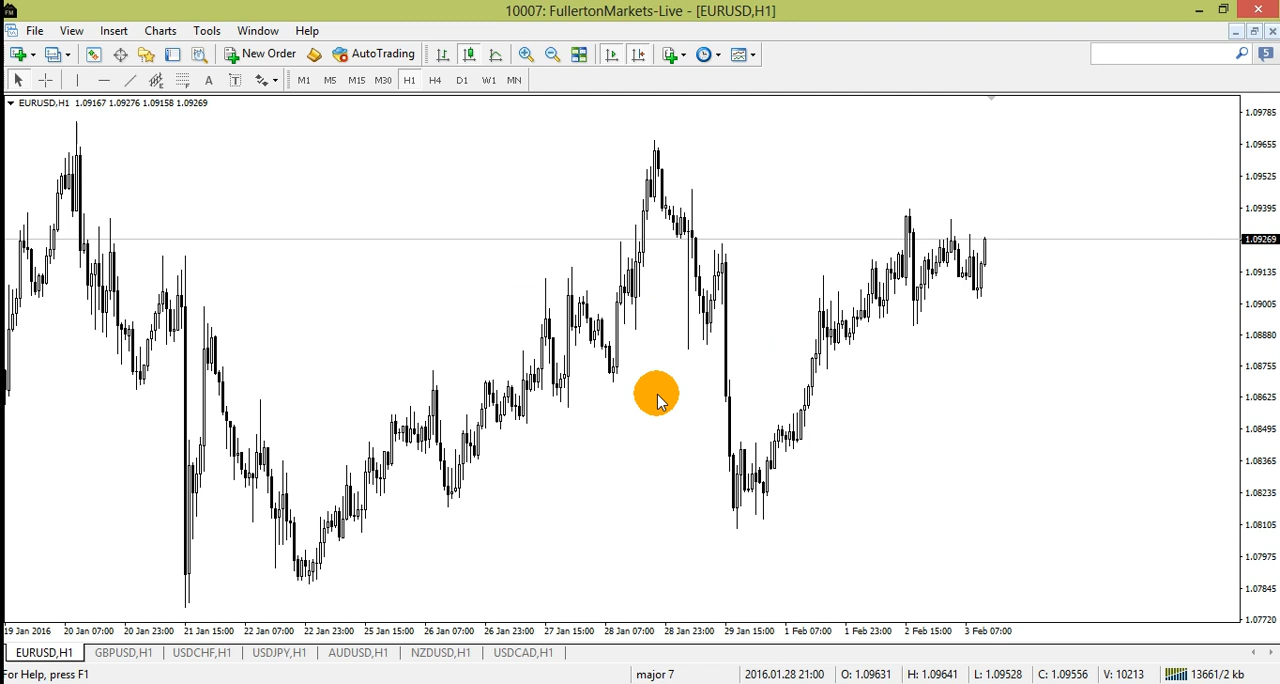 10007: FullertonMarkets-Live - [EURUSD,H1]
File View Insert Charts Tools Window Help
New Order AutoTrading 5
A T M1 M5 M15 M30 H1 H4 D1 W1 MN
EURUSD,H1 1.09167 1.09276 1.09158 1.09269
1.09785
1.09655
1.09525
1.09395
1.09269
1.09135
1.09005
1.08880
1.08755
1.08625
1.08495
1.08365
1.08235
1.08105
1.07975
1.07845
1.07720
19 Jan 2016 20 Jan 07:00 20 Jan 23:00 21 Jan 15:00 22 Jan 07:00 22 Jan 23:00 25 Jan 15:00 26 Jan 07:00 26 Jan 23:00 27 Jan 15:00 28 Jan 07:00 28 Jan 23:00 29 Jan 15:00 1 Feb 07:00 1 Feb 23:00 2 Feb 15:00 3 Feb 07:00
EURUSD,H1 GBPUSD,H1 USDCHF,H1 USDJPY,H1 AUDUSD,H1 NZDUSD,H1 USDCAD,H1
For Help, press F1 major 7 2016.01.28 21:00 O: 1.09631 H: 1.09641 L: 1.09528 C: 1.09556 V: 10213 13661/2 kb